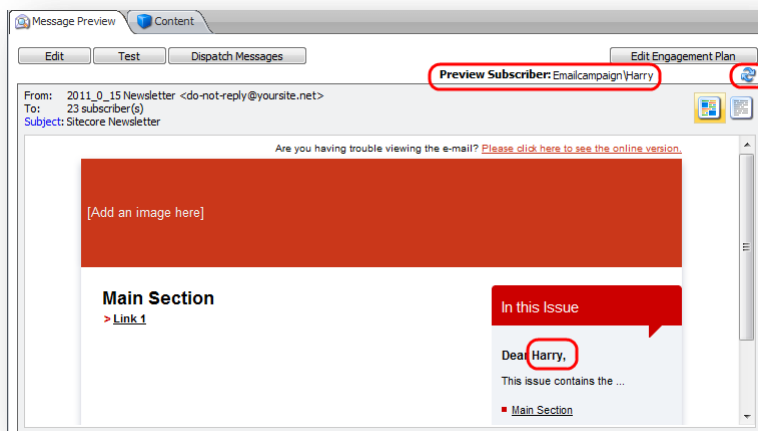 Message Preview Content
Edit Test Dispatch Messages Edit Engagement Plan
Preview Subscriber: Emailcampaign\Harry
From: 2011_0_15 Newsletter <do-not-reply@yoursite.net>
To: 23 subscriber(s)
Subject: Sitecore Newsletter
Are you having trouble viewing the e-mail? Please click here to see the online version.
[Add an image here]
Main Section
> Link 1
In this Issue
Dear Harry,
This issue contains the ...
Main Section